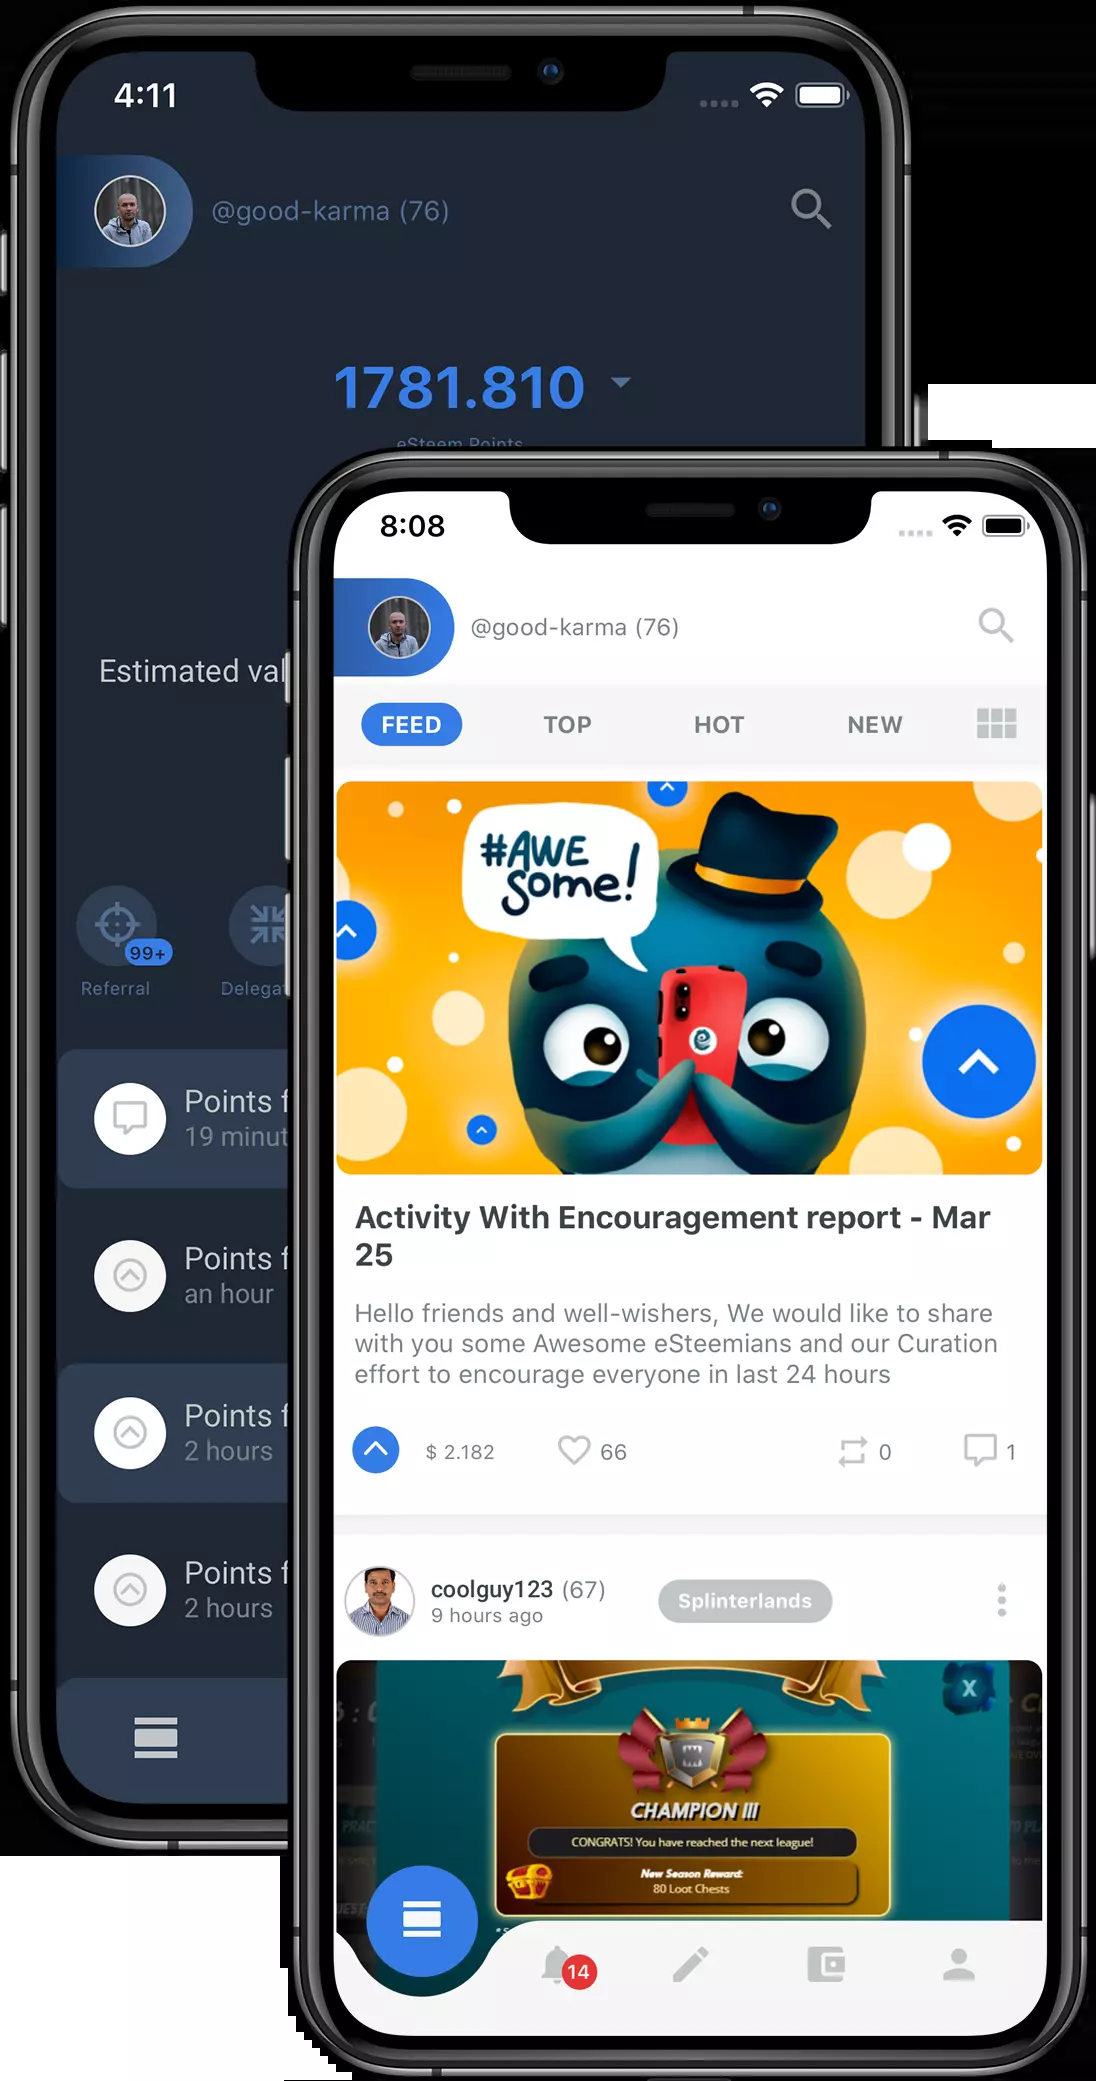 4:11
@good-karma (76)
1781.810
eSteem Points
Estimated val
99+
Referral
Delegat
Points f
19 minut
Points f
an hour
Points f
2 hours
Points f
2 hours
8:08
@good-karma (76)
FEED TOP HOT NEW
#AWE
some!
Activity With Encouragement report - Mar
25
Hello friends and well-wishers, We would like to share
with you some Awesome eSteemians and our Curation
effort to encourage everyone in last 24 hours
$ 2.182 66 0 1
coolguy123 (67)
9 hours ago
Splinterlands
X
CHAMPION III
CONGRATS! You have reached the next league!
New Season Reward:
80 Loot Chests
14